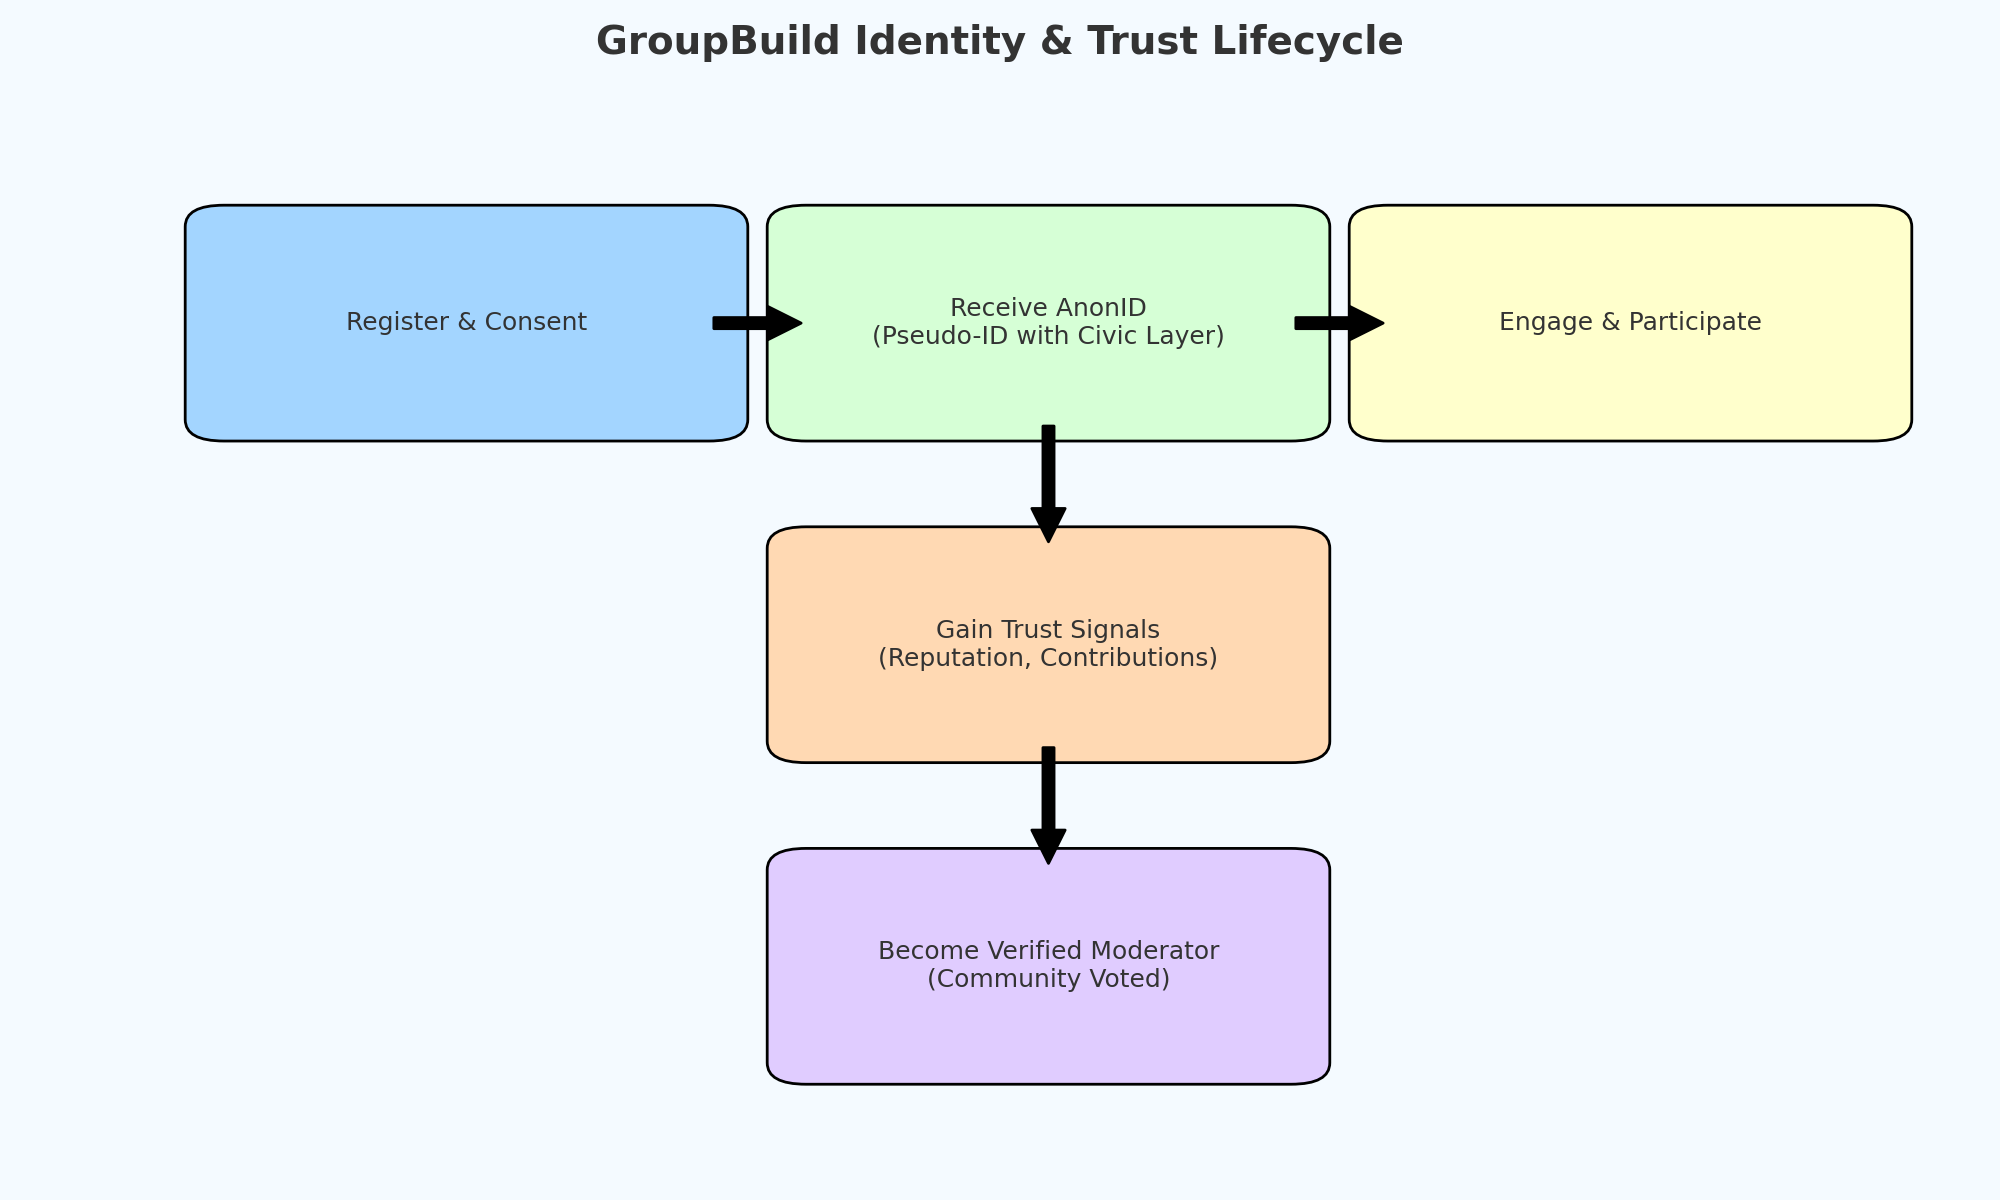 GroupBuild Identity & Trust Lifecycle
Register & Consent
Receive AnonID
(Pseudo-ID with Civic Layer)
Engage & Participate
Gain Trust Signals
(Reputation, Contributions)
Become Verified Moderator
(Community Voted)